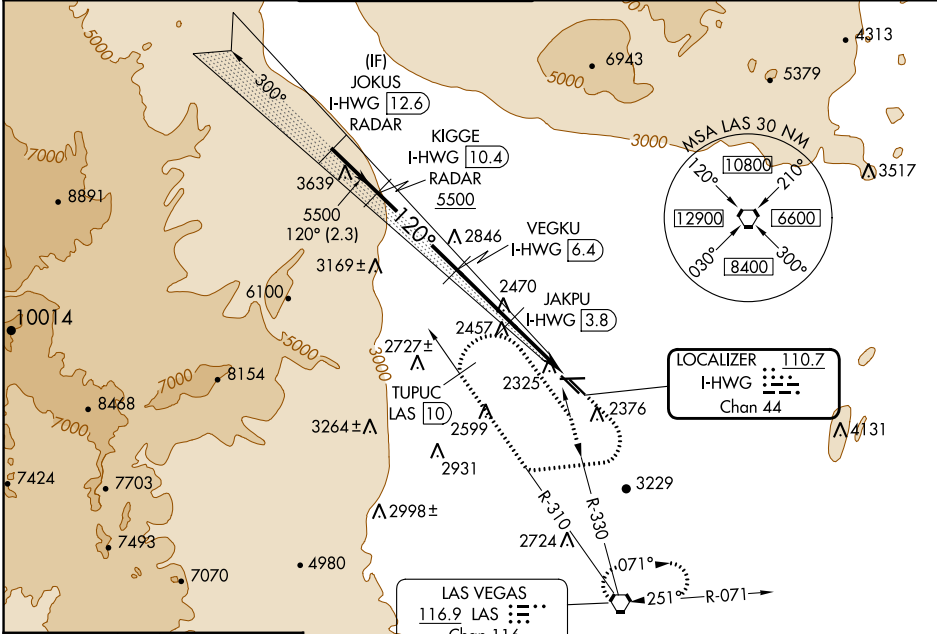 5000
300°
(IF)
JOKUS
I-HWG 12.6
RADAR
KIGGE
I-HWG 10.4
RADAR
5500
6943
5000
4313
5379
3000
MSA LAS 30 NM
120°
10800
210°
12900
6600
030°
8400
300°
3517
7000
8891
3639
5500
120° (2.3)
120°
2846
VEGKU
I-HWG 6.4
3169±
6100
2470
JAKPU
I-HWG 3.8
2457
10014
5000
3000
2727±
2325
LOCALIZER 110.7
I-HWG
Chan 44
7000
8154
TUPUC
LAS 10
8468
7000
3264±
2599
2376
4131
2931
7424
7703
3229
R-310
R-330
2998±
7493
2724
4980
7070
071°
251°
R-071
LAS VEGAS
116.9 LAS
Chan 116